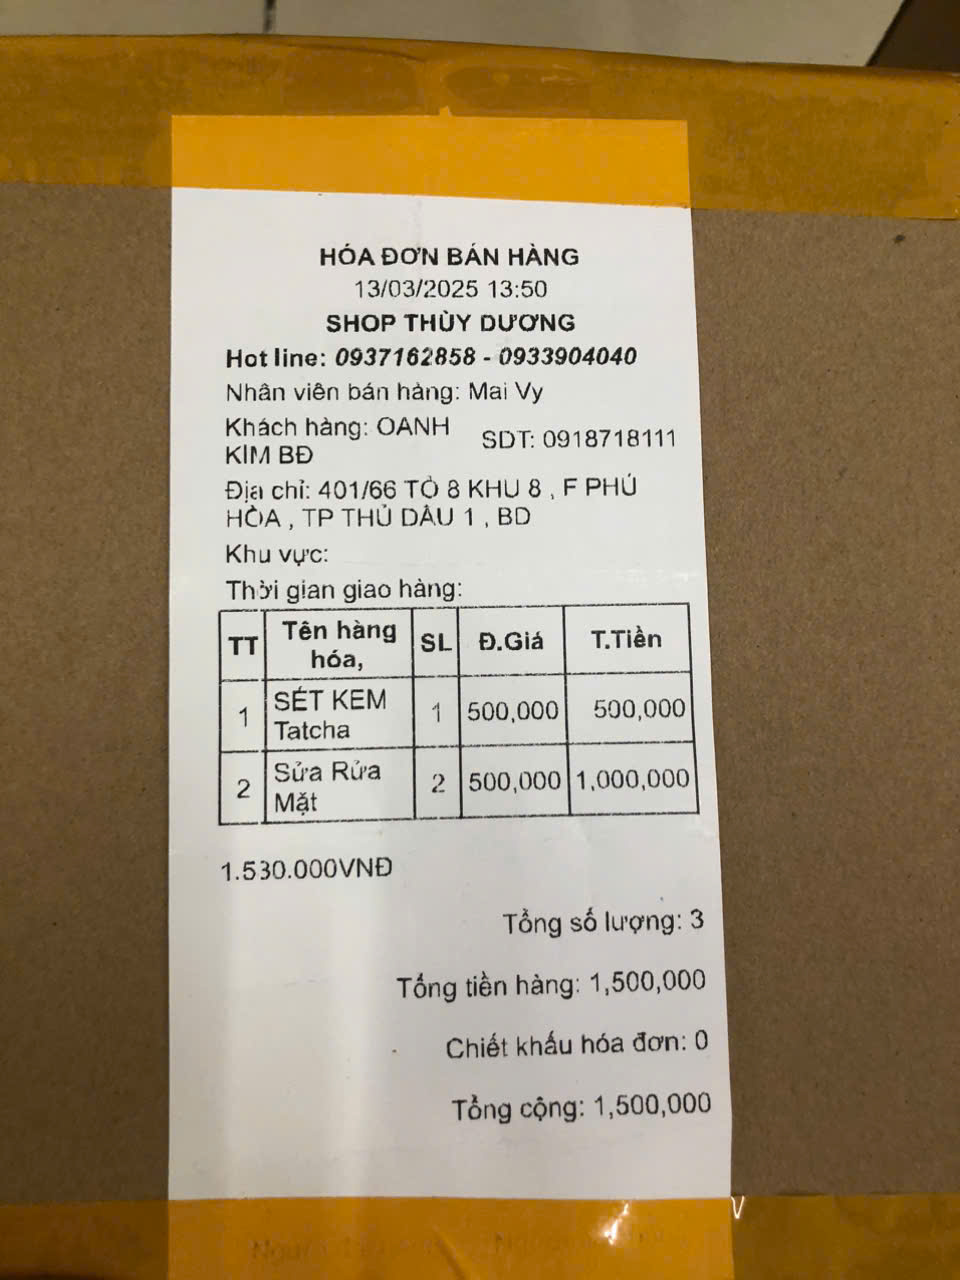 HÓA ĐƠN BÁN HÀNG
13/03/2025 13:50
SHOP THÙY DƯƠNG
Hot line: 0937162858 - 0933904040
Nhân viên bán hàng: Mai Vy
Khách hàng: OANH KIM BĐ
SDT: 0918718111
Địa chỉ: 401/66 TỔ 8 KHU 8 , F PHÚ
HÒA , TP THỦ DẦU 1 , BD
Khu vực:
Thời gian giao hàng:
TT Tên hàng hóa, SL Đ.Giá T.Tiền
1 SÉT KEM Tatcha 1 500,000 500,000
2 Sửa Rửa Mặt 2 500,000 1,000,000
1.530.000VNĐ
Tổng số lượng: 3
Tổng tiền hàng: 1,500,000
Chiết khấu hóa đơn: 0
Tổng cộng: 1,500,000